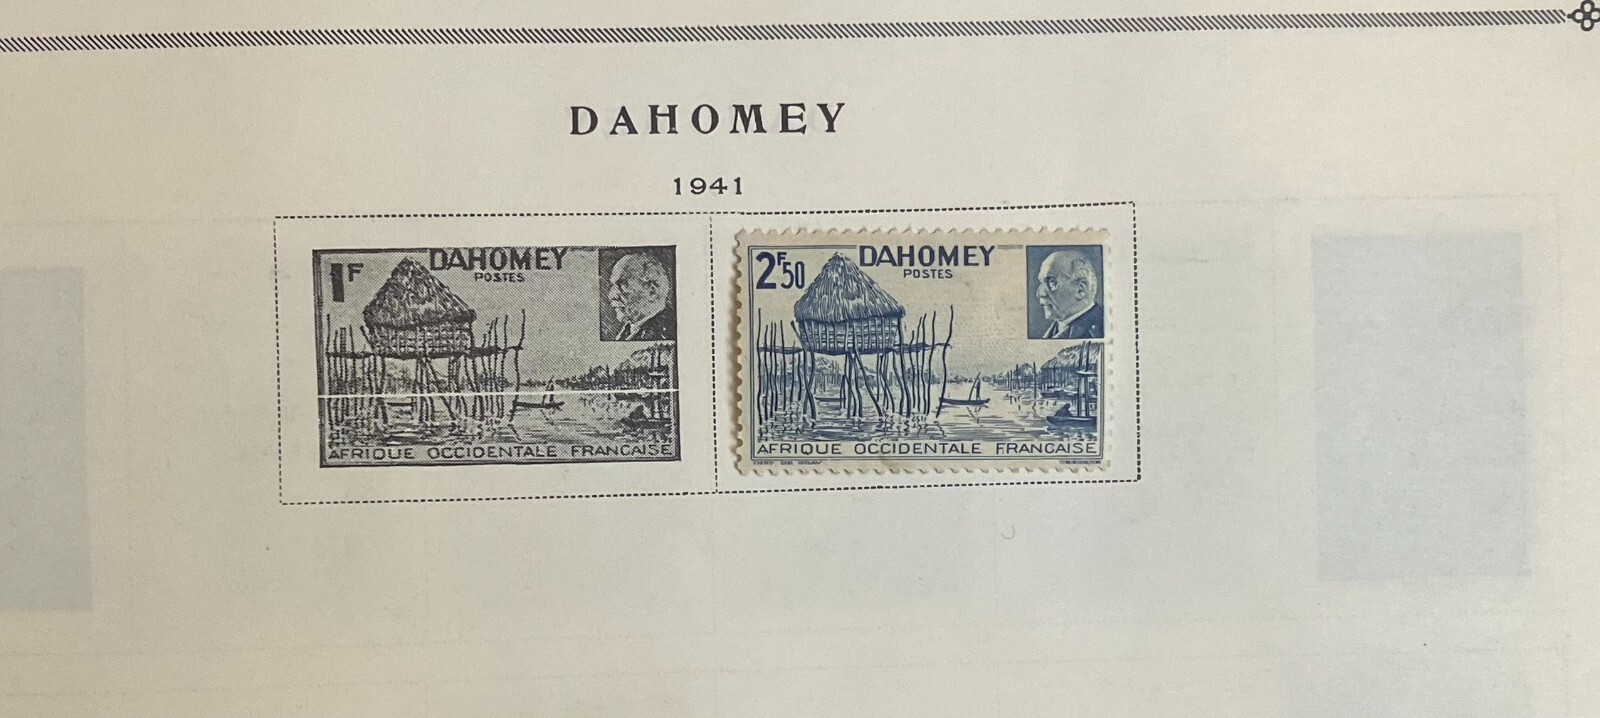 DAHOMEY
1941
1F DAHOMEY
POSTES
AFRIQUE OCCIDENTALE FRANÇAISE
2F50 DAHOMEY
POSTES
AFRIQUE OCCIDENTALE FRANÇAISE